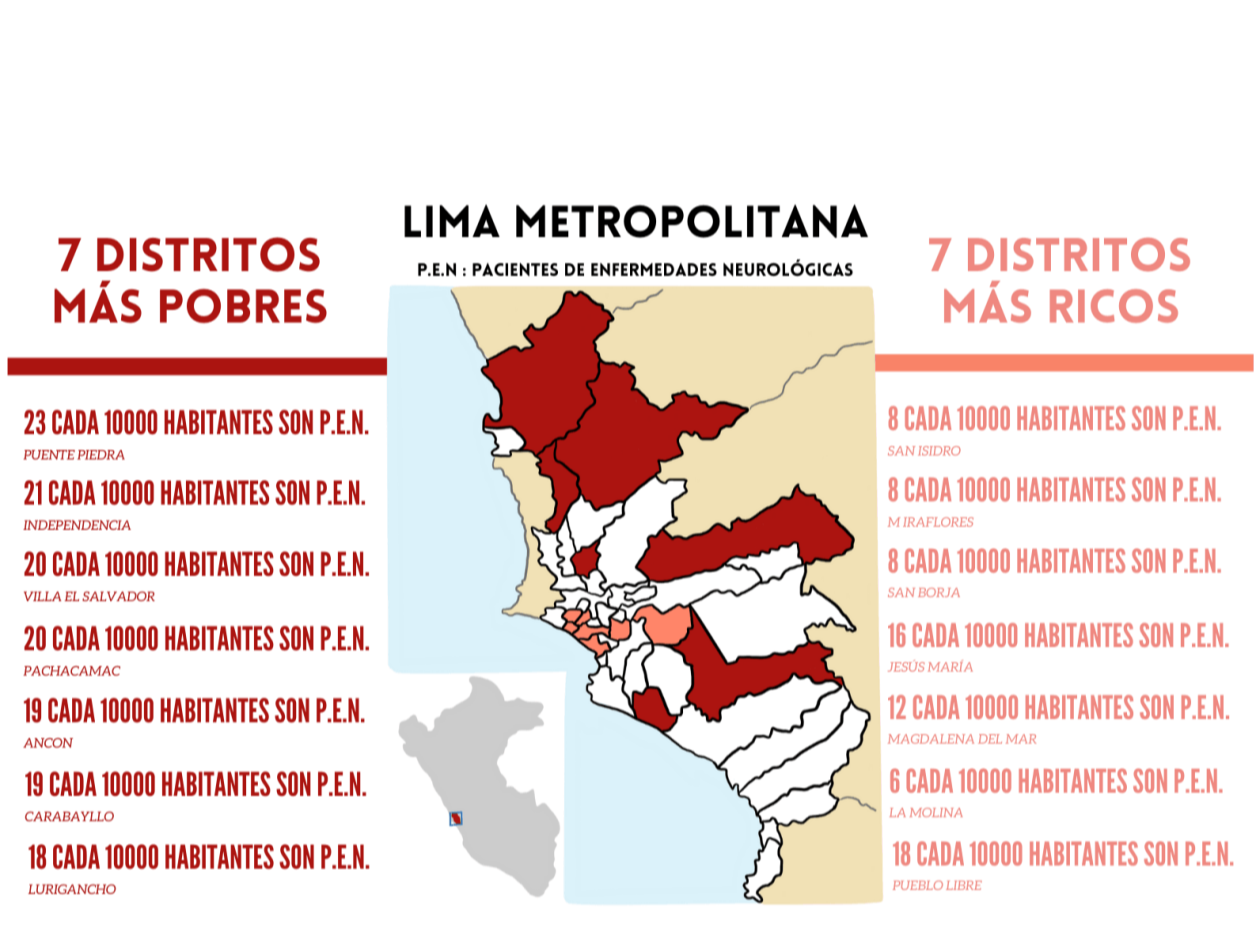 LIMA METROPOLITANA
P.E.N : PACIENTES DE ENFERMEDADES NEUROLÓGICAS
7 DISTRITOS
MÁS POBRES
23 CADA 10000 HABITANTES SON P.E.N.
PUENTE PIEDRA
21 CADA 10000 HABITANTES SON P.E.N.
INDEPENDENCIA
20 CADA 10000 HABITANTES SON P.E.N.
VILLA EL SALVADOR
20 CADA 10000 HABITANTES SON P.E.N.
PACHACAMAC
19 CADA 10000 HABITANTES SON P.E.N.
ANCON
19 CADA 10000 HABITANTES SON P.E.N.
CARABAYLLO
18 CADA 10000 HABITANTES SON P.E.N.
LURIGANCHO
7 DISTRITOS
MÁS RICOS
8 CADA 10000 HABITANTES SON P.E.N.
SAN ISIDRO
8 CADA 10000 HABITANTES SON P.E.N.
M IRAFLORES
8 CADA 10000 HABITANTES SON P.E.N.
SAN BORJA
16 CADA 10000 HABITANTES SON P.E.N.
JESÚS MARÍA
12 CADA 10000 HABITANTES SON P.E.N.
MAGDALENA DEL MAR
6 CADA 10000 HABITANTES SON P.E.N.
LA MOLINA
18 CADA 10000 HABITANTES SON P.E.N.
PUEBLO LIBRE